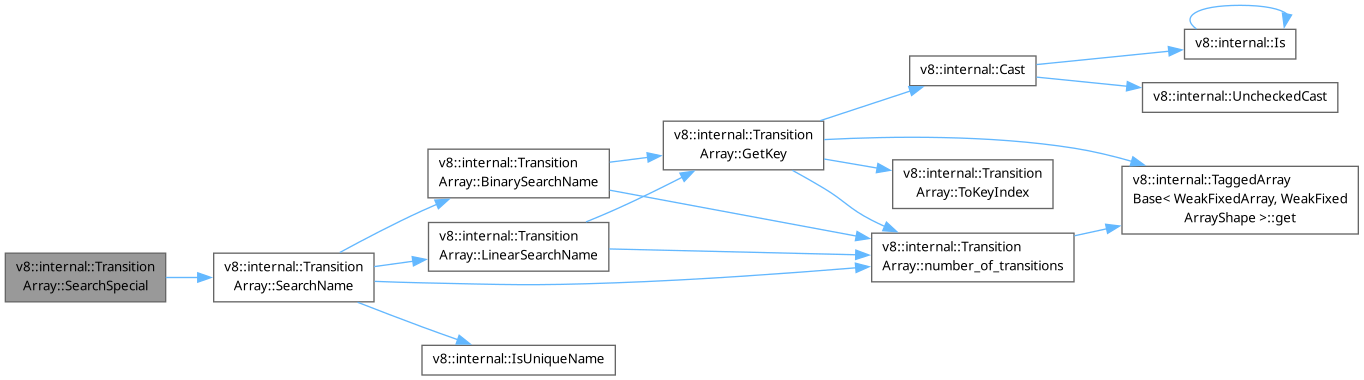 v8::internal::Transition
Array::SearchSpecial
v8::internal::Transition
Array::SearchName
v8::internal::Transition
Array::BinarySearchName
v8::internal::Transition
Array::LinearSearchName
v8::internal::IsUniqueName
v8::internal::Transition
Array::GetKey
v8::internal::Cast
v8::internal::Transition
Array::ToKeyIndex
v8::internal::Transition
Array::number_of_transitions
v8::internal::Is
v8::internal::UncheckedCast
v8::internal::TaggedArray
Base< WeakFixedArray, WeakFixed
ArrayShape >::get